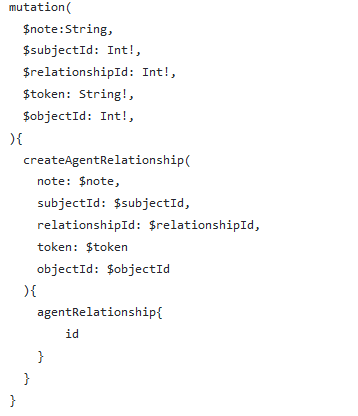 mutation(
  $note:String,
  $subjectId: Int!,
  $relationshipId: Int!,
  $token: String!,
  $objectId: Int!,
){
  createAgentRelationship(
    note: $note,
    subjectId: $subjectId,
    relationshipId: $relationshipId,
    token: $token
    objectId: $objectId
  ){
    agentRelationship{
        id
    }
  }
}